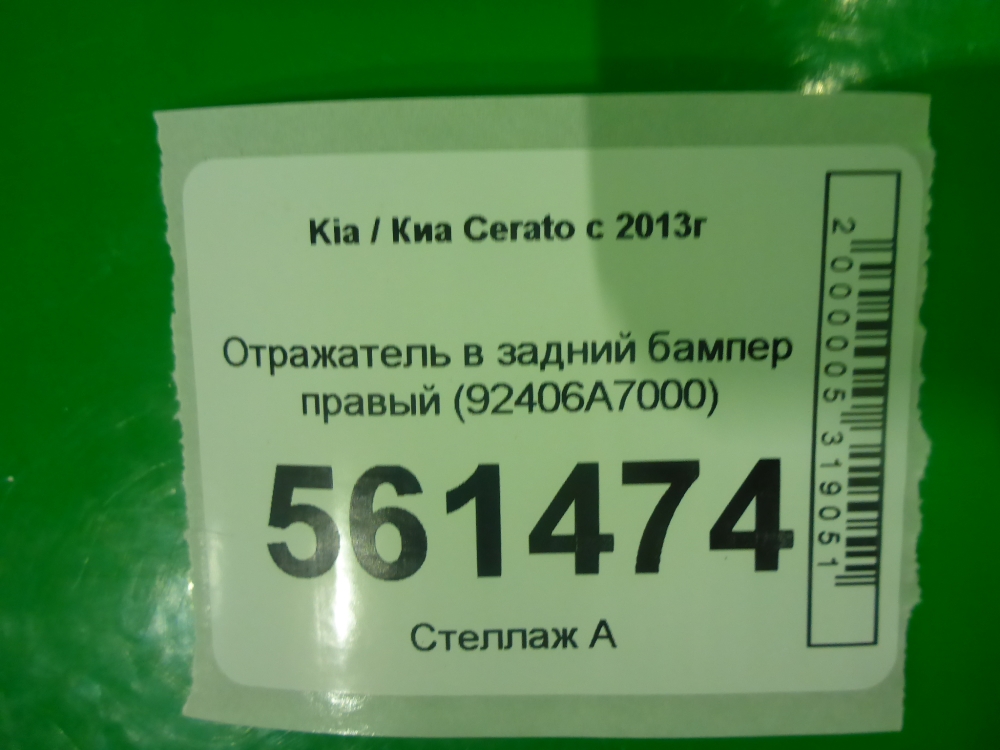 Kia / Киа Cerato с 2013г
Отражатель в задний бампер
правый (92406A7000)
561474
Стеллаж А
2000005319051